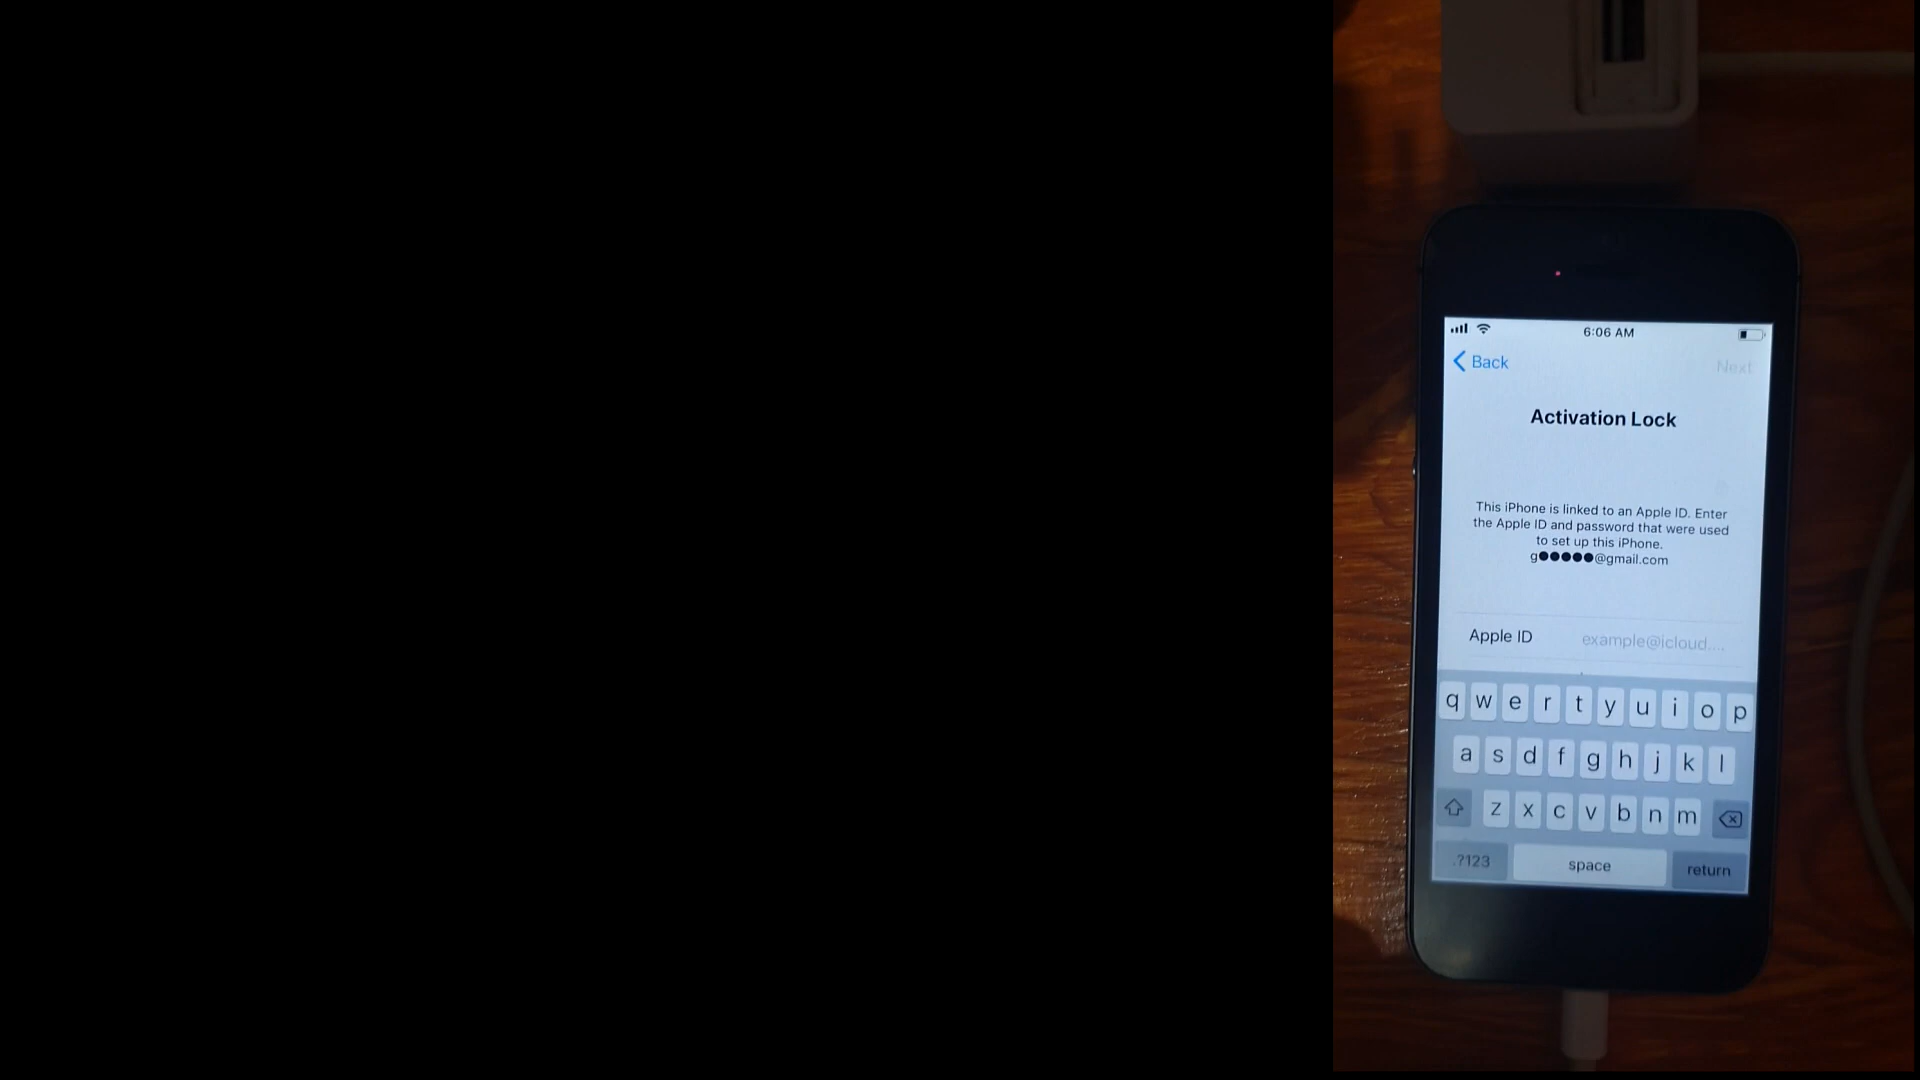 6:06 AM
Back
Next
Activation Lock
This iPhone is linked to an Apple ID. Enter
the Apple ID and password that were used
to set up this iPhone.
g●●●●●@gmail.com
Apple ID example@icloud....
q w e r t y u i o p
a s d f g h j k l
z x c v b n m
.?123 space return